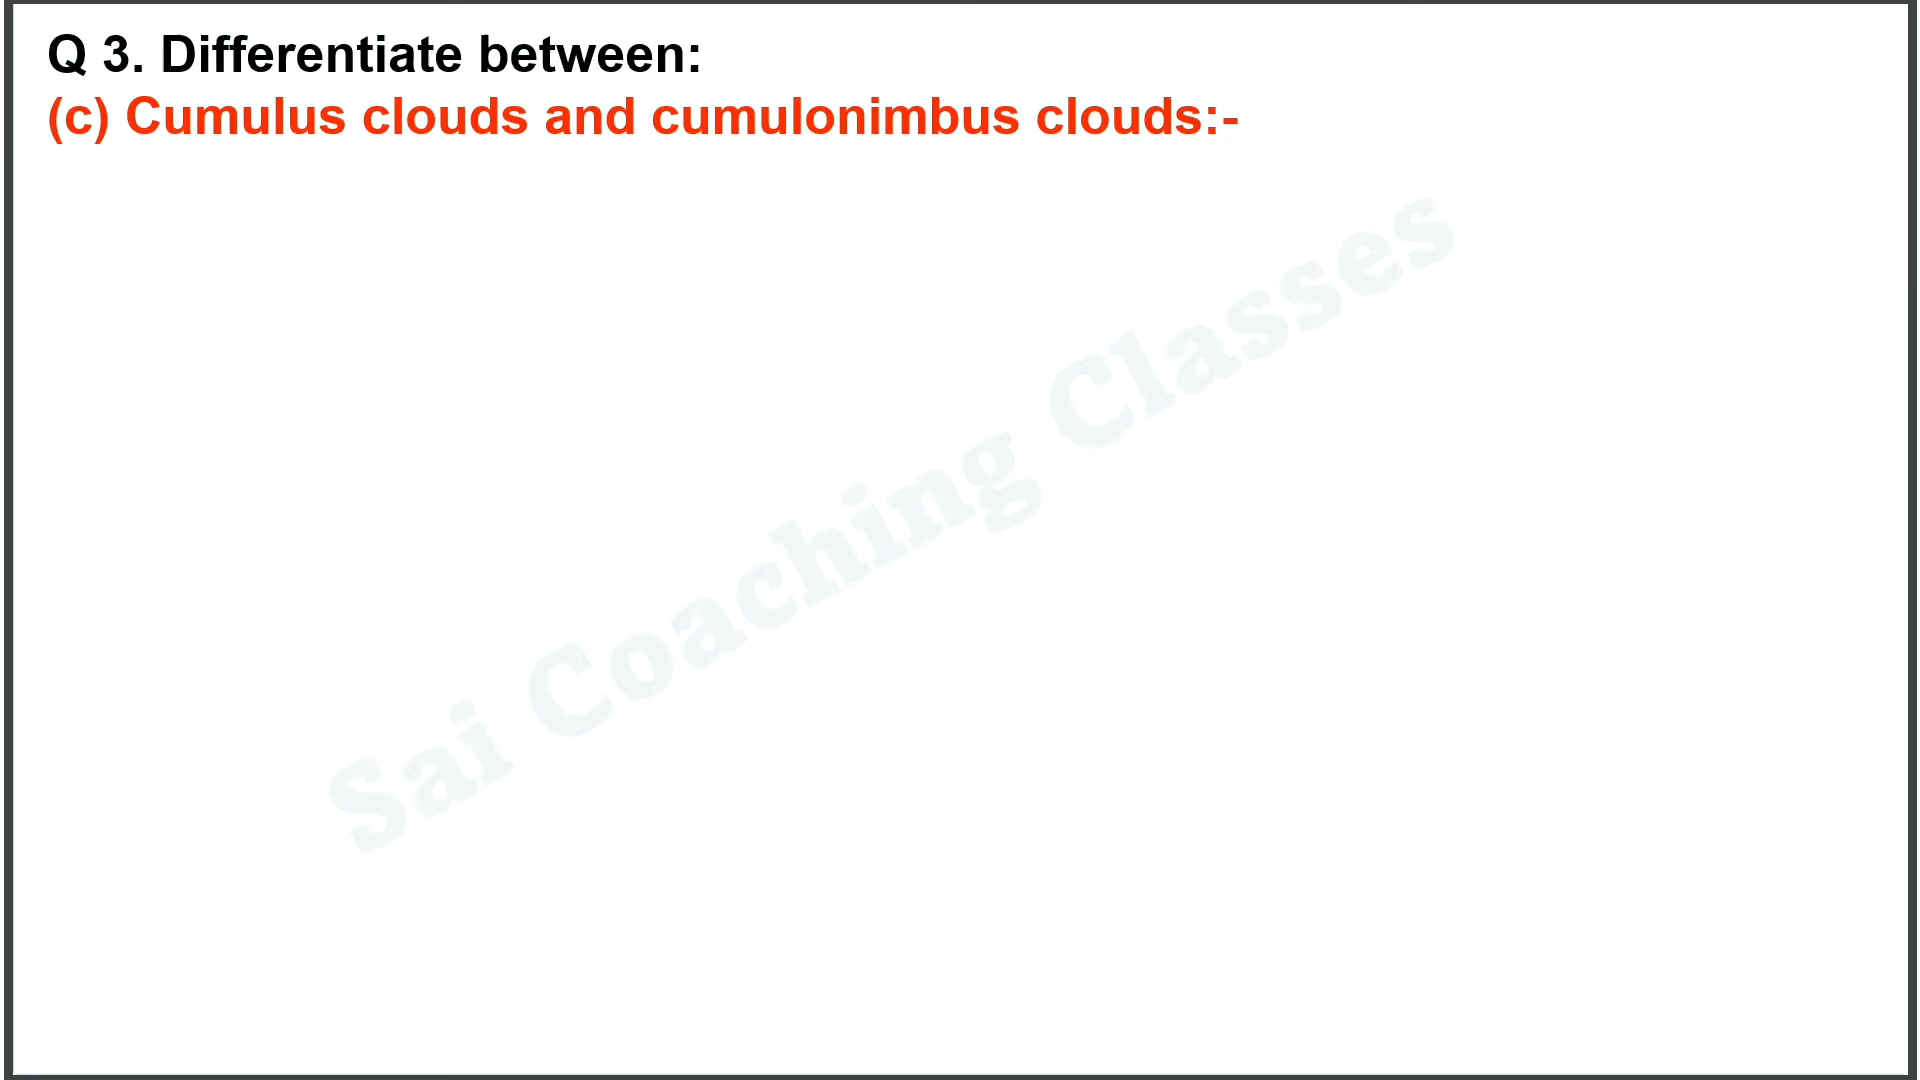 Q 3. Differentiate between:
(c) Cumulus clouds and cumulonimbus clouds:-
Sai Coaching Classes